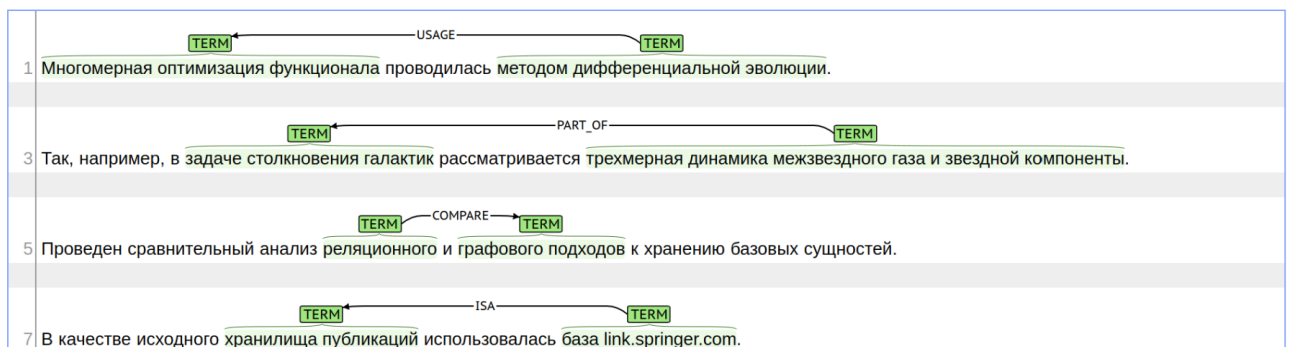 TERM USAGE TERM
1 Многомерная оптимизация функционала проводилась методом дифференциальной эволюции.
TERM PART_OF TERM
3 Так, например, в задаче столкновения галактик рассматривается трехмерная динамика межзвездного газа и звездной компоненты.
TERM COMPARE TERM
5 Проведен сравнительный анализ реляционного и графового подходов к хранению базовых сущностей.
TERM ISA TERM
7 В качестве исходного хранилища публикаций использовалась база link.springer.com.